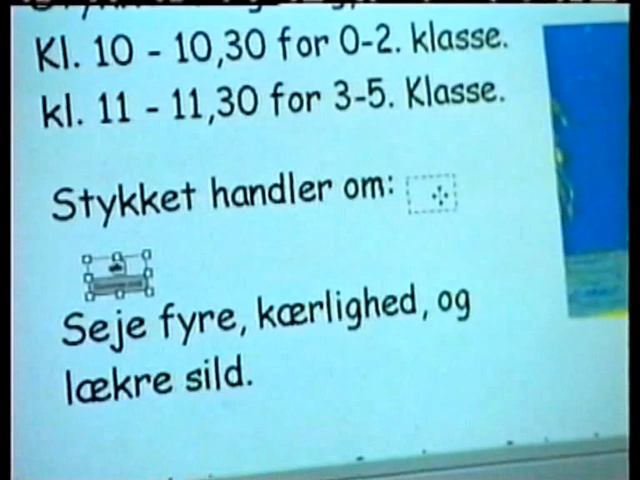 Kl. 10 - 10,30 for 0-2. klasse.
kl. 11 - 11,30 for 3-5. Klasse.
Stykket handler om:
Seje fyre, kærlighed, og
lækre sild.